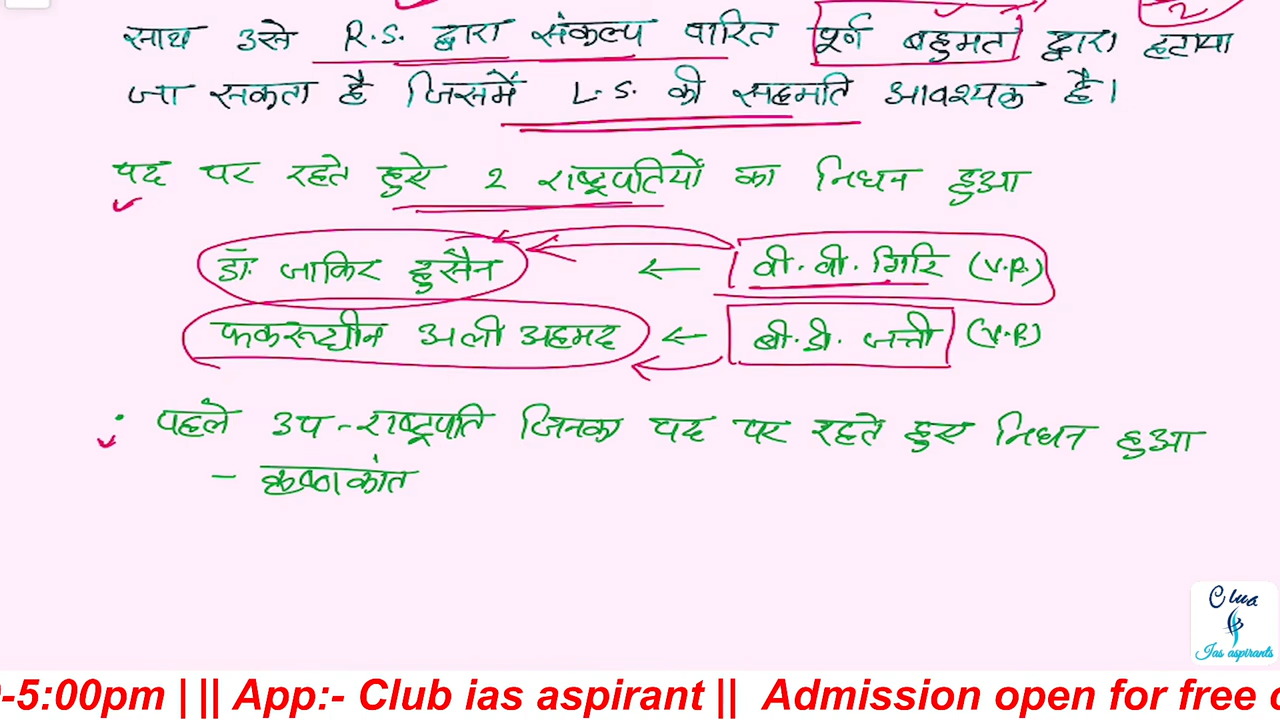 साथ उसे R.S. द्वारा संकल्प पारित पूर्ण बहुमत द्वारा हटाया
जा सकता है जिसमें L.S. की सहमति आवश्यक है।
पद पर रहते हुऐ 2 राष्ट्रपतियों का निधन हुआ
डॉ. जाकिर हुसैन ← वी. वी. गिरि (V.P.)
फकरूद्दीन अली अहमद ← बी. डी. जत्ती (V.P.)
• पहले उप-राष्ट्रपति जिनका पद पर रहते हुए निधन हुआ
- कृष्णकांत
Club
Ias aspirants
-5:00pm | || App:- Club ias aspirant || Admission open for free